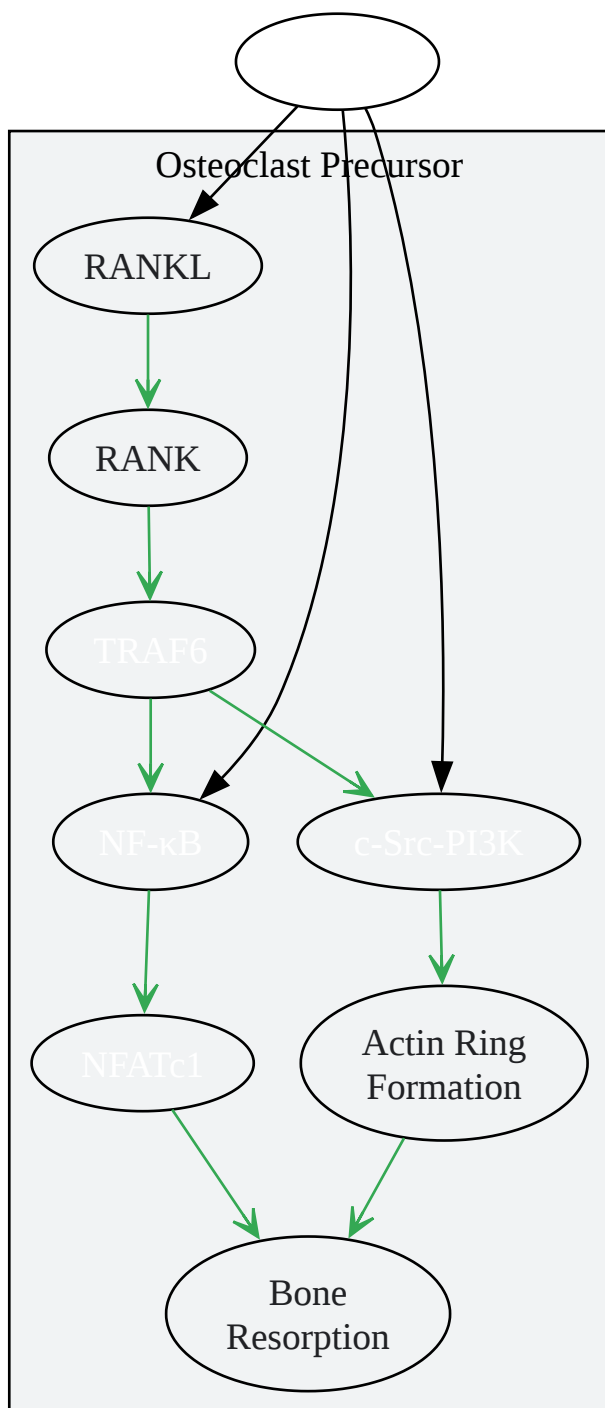 Osteoclast Precursor
RANKL
RANK
TRAF6
NF-κB
c-Src-PI3K
NFATc1
Actin Ring
Formation
Bone
Resorption